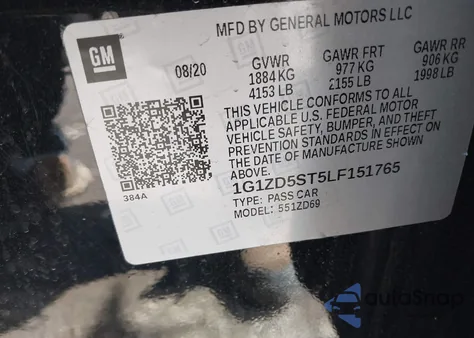 MFD BY GENERAL MOTORS LLC
GM
08/20
GVWR
1884 KG
4153 LB
GAWR FRT
977 KG
2155 LB
GAWR RR
906 KG
1998 LB
THIS VEHICLE CONFORMS TO ALL
APPLICABLE U.S. FEDERAL MOTOR
VEHICLE SAFETY, BUMPER, AND THEFT
PREVENTION STANDARDS IN EFFECT ON
THE DATE OF MANUFACTURE SHOWN
ABOVE.
1G1ZD5ST5LF151765
TYPE: PASS CAR
MODEL: 551ZD69
384A
autoSnap